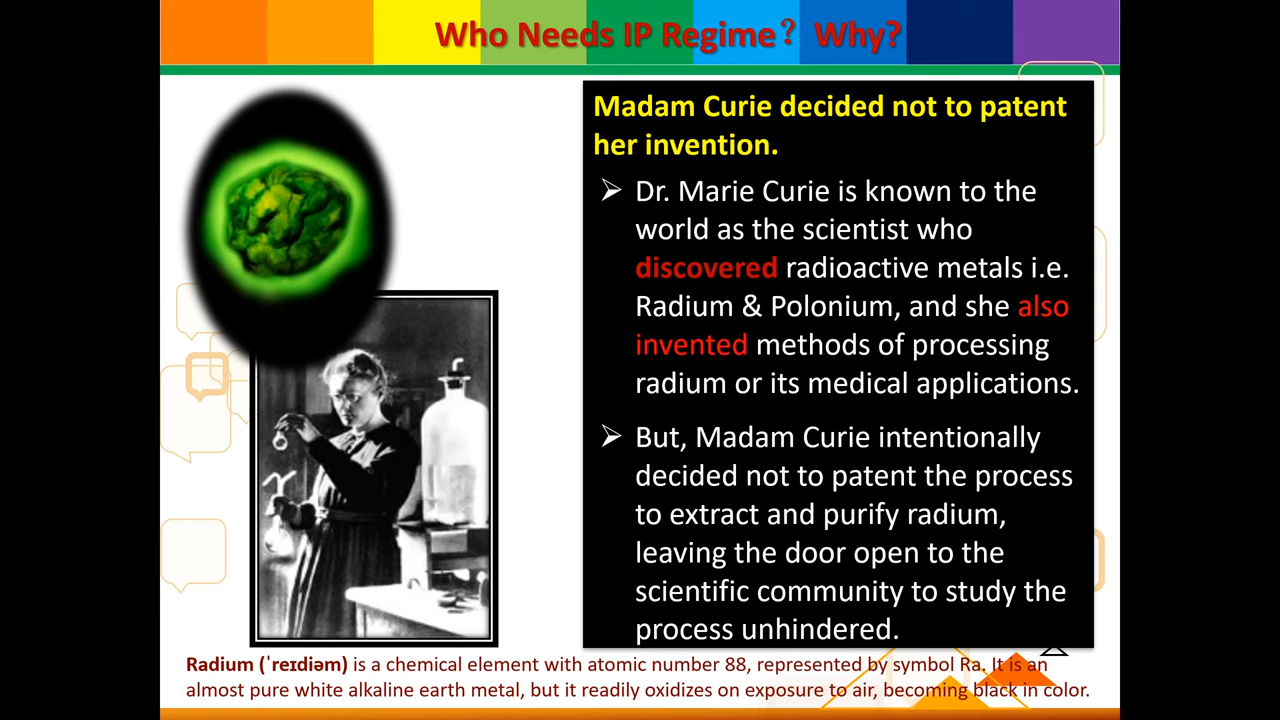 Who Needs IP Regime？ Why?
Madam Curie decided not to patent
her invention.
➢ Dr. Marie Curie is known to the
world as the scientist who
discovered radioactive metals i.e.
Radium & Polonium, and she also
invented methods of processing
radium or its medical applications.
➢ But, Madam Curie intentionally
decided not to patent the process
to extract and purify radium,
leaving the door open to the
scientific community to study the
process unhindered.
Radium (ˈreɪdiəm) is a chemical element with atomic number 88, represented by symbol Ra. It is an
almost pure white alkaline earth metal, but it readily oxidizes on exposure to air, becoming black in color.